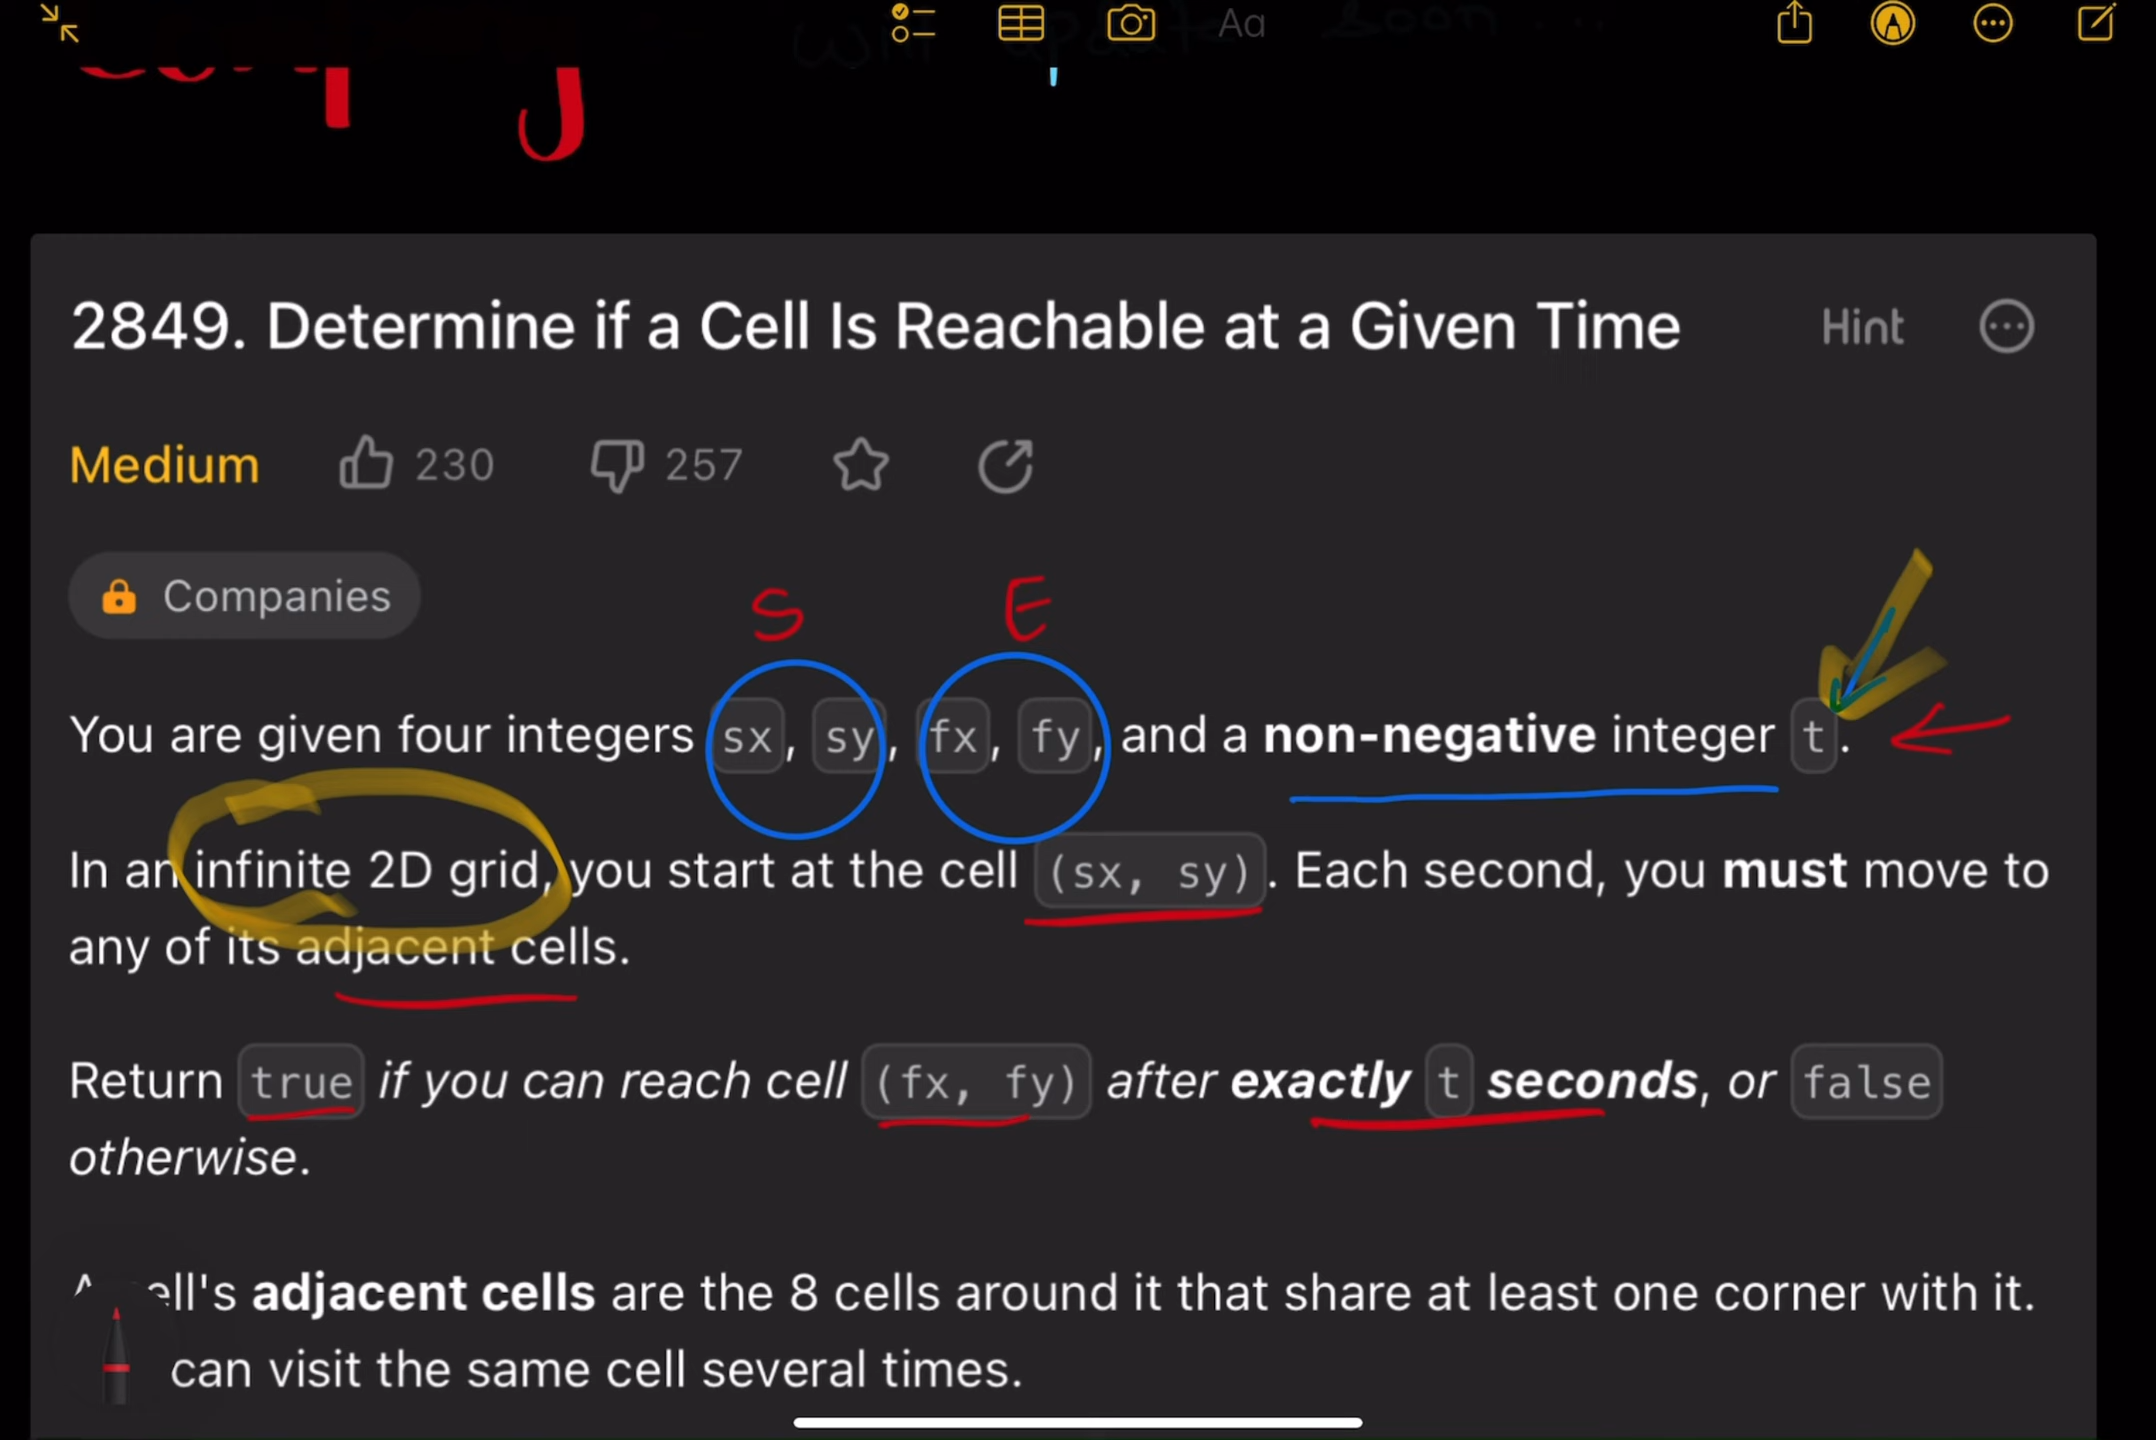 will update soon ...
Aa
2849. Determine if a Cell Is Reachable at a Given Time
Hint
Medium 230 257
Companies
S E
You are given four integers sx, sy, fx, fy, and a non-negative integer t.
In an infinite 2D grid, you start at the cell (sx, sy). Each second, you must move to
any of its adjacent cells.
Return true if you can reach cell (fx, fy) after exactly t seconds, or false
otherwise.
ell's adjacent cells are the 8 cells around it that share at least one corner with it.
can visit the same cell several times.